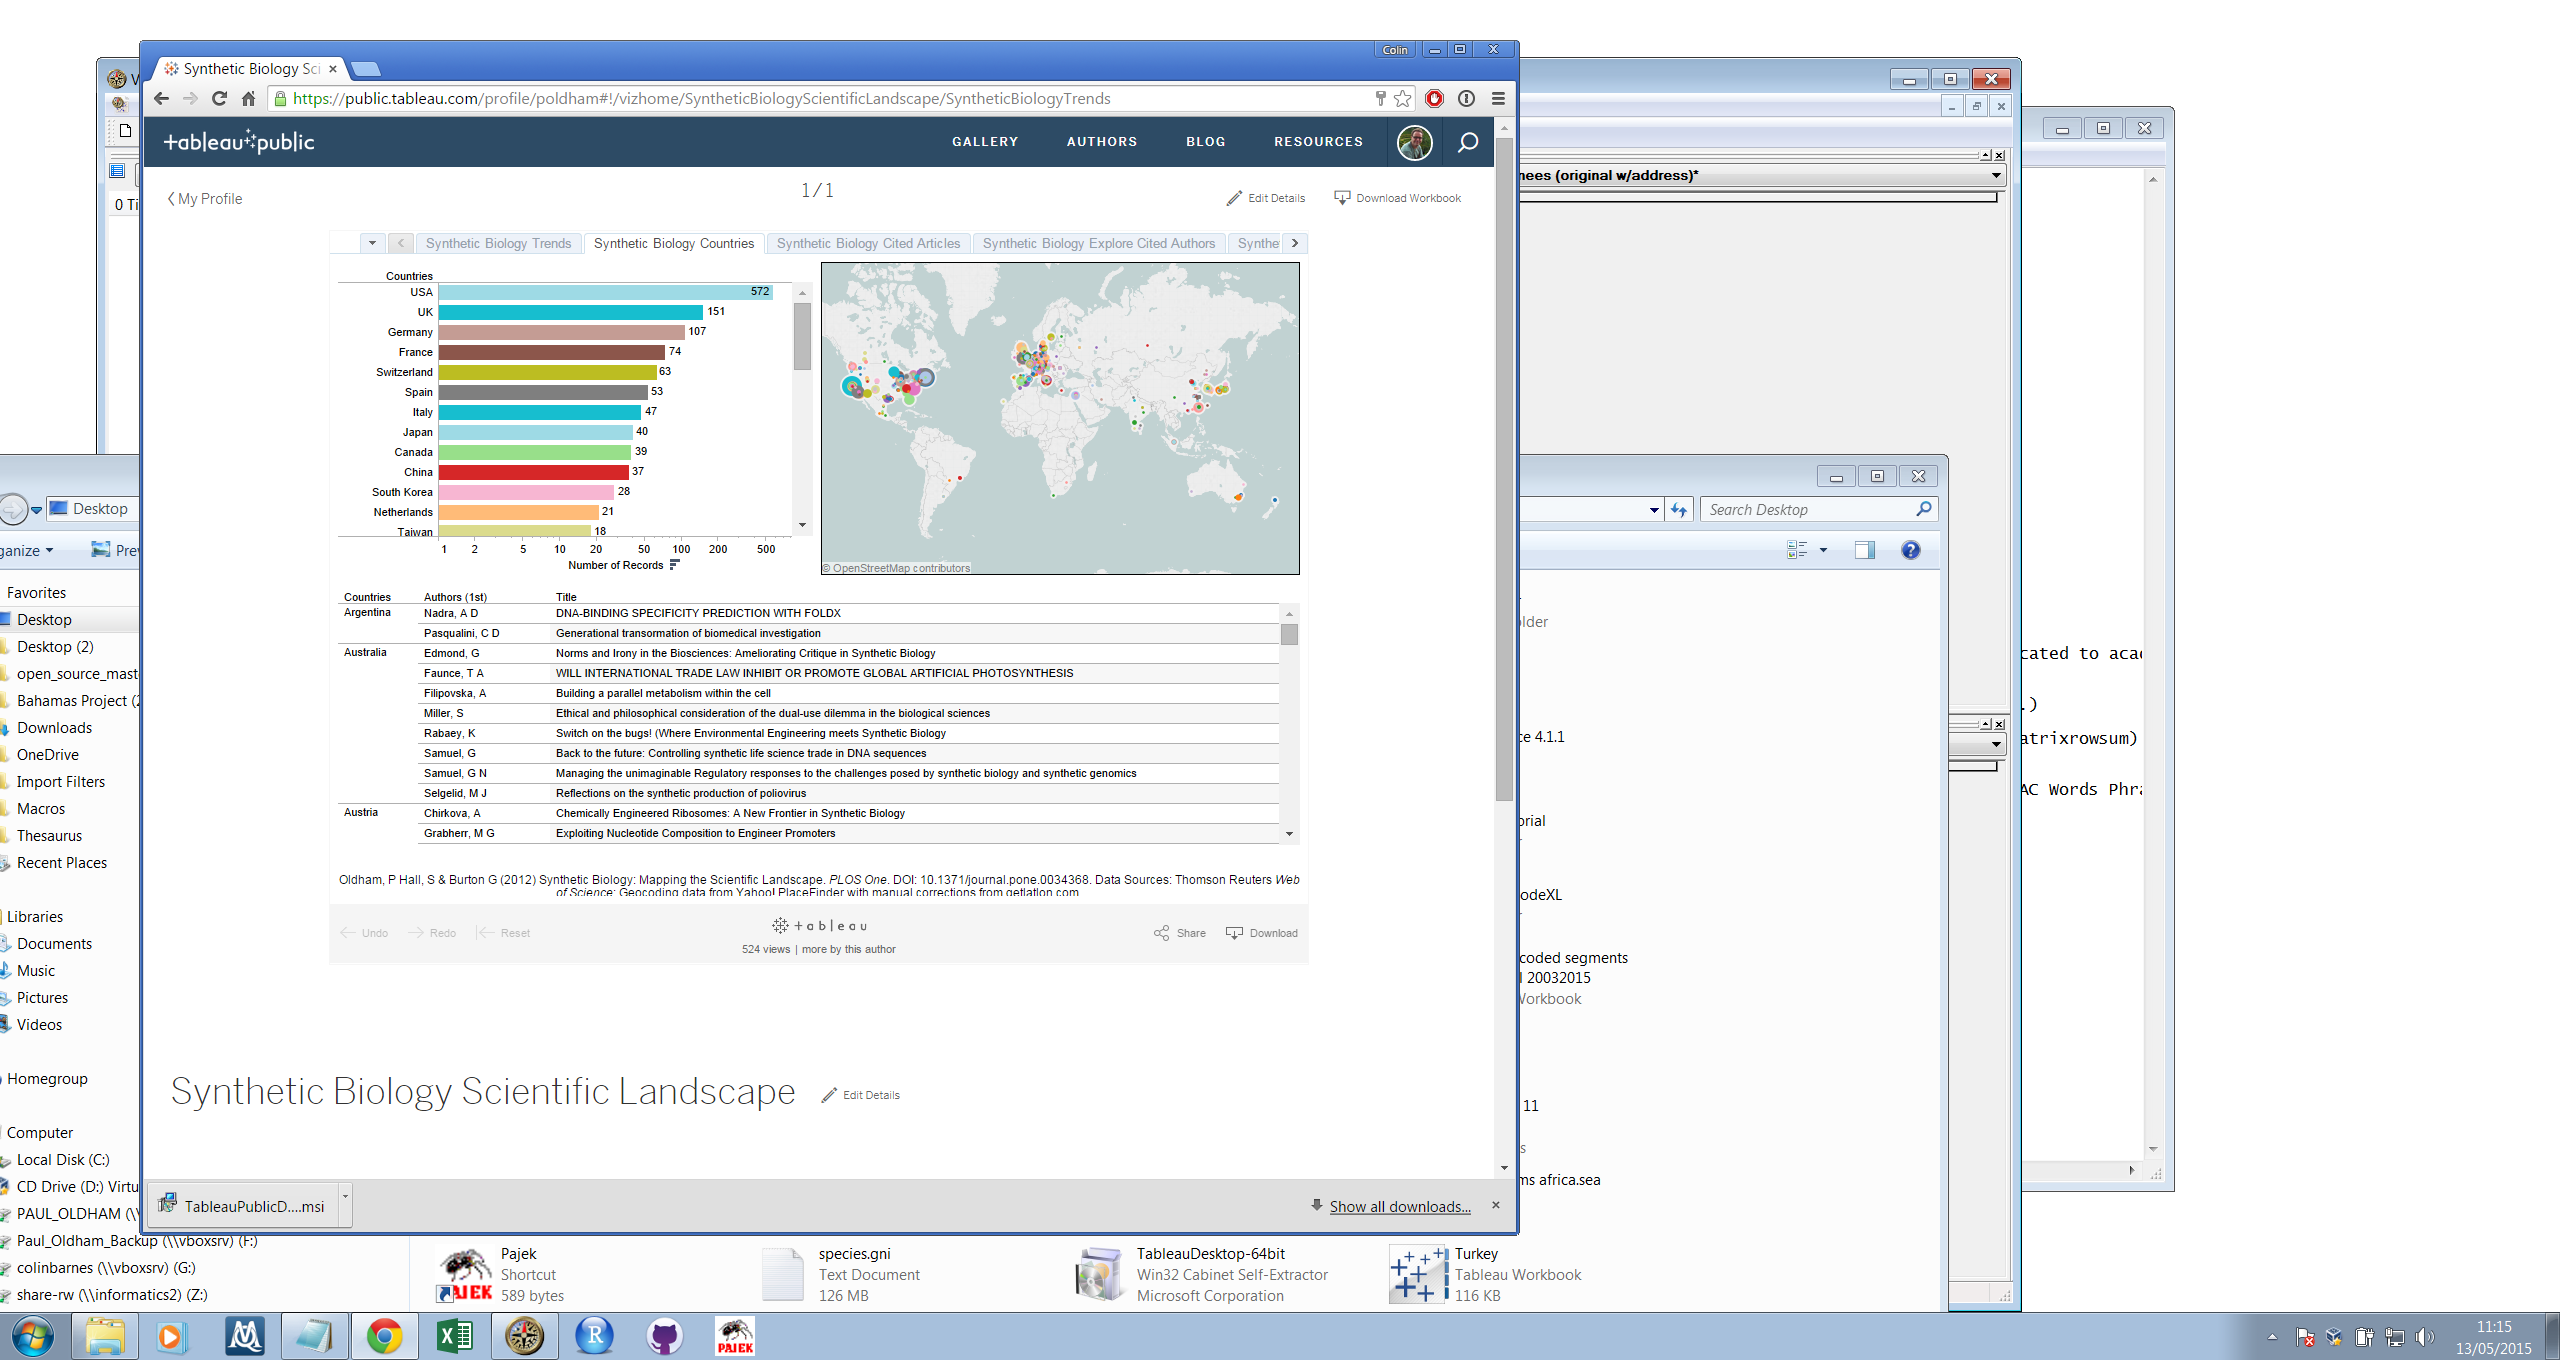 Colin
Synthetic Biology Sci
https://public.tableau.com/profile/poldham#!/vizhome/SyntheticBiologyScientificLandscape/SyntheticBiologyTrends
tableau public
GALLERY AUTHORS BLOG RESOURCES
My Profile
1/1
Edit Details Download Workbook
Synthetic Biology Trends Synthetic Biology Countries Synthetic Biology Cited Articles Synthetic Biology Explore Cited Authors Synthe
Countries
USA 572
UK 151
Germany 107
France 74
Switzerland 63
Spain 53
Italy 47
Japan 40
Canada 39
China 37
South Korea 28
Netherlands 21
Taiwan 18
1 2 5 10 20 50 100 200 500
Number of Records
© OpenStreetMap contributors
Countries Authors (1st) Title
Argentina Nadra, A D DNA-BINDING SPECIFICITY PREDICTION WITH FOLDX
Pasqualini, C D Generational transormation of biomedical investigation
Australia Edmond, G Norms and Irony in the Biosciences: Ameliorating Critique in Synthetic Biology
Faunce, T A WILL INTERNATIONAL TRADE LAW INHIBIT OR PROMOTE GLOBAL ARTIFICIAL PHOTOSYNTHESIS
Filipovska, A Building a parallel metabolism within the cell
Miller, S Ethical and philosophical consideration of the dual-use dilemma in the biological sciences
Rabaey, K Switch on the bugs! (Where Environmental Engineering meets Synthetic Biology
Samuel, G Back to the future: Controlling synthetic life science trade in DNA sequences
Samuel, G N Managing the unimaginable Regulatory responses to the challenges posed by synthetic biology and synthetic genomics
Selgelid, M J Reflections on the synthetic production of poliovirus
Austria Chirkova, A Chemically Engineered Ribosomes: A New Frontier in Synthetic Biology
Grabherr, M G Exploiting Nucleotide Composition to Engineer Promoters
Oldham, P Hall, S & Burton G (2012) Synthetic Biology: Mapping the Scientific Landscape. PLOS One. DOI: 10.1371/journal.pone.0034368. Data Sources: Thomson Reuters Web
of Science; Geocoding data from Yahoo! PlaceFinder with manual corrections from getlatlon.com
Undo Redo Reset
tableau
524 views | more by this author
Share Download
Synthetic Biology Scientific Landscape
Edit Details
TableauPublicD....msi
Show all downloads...
0 Ti
Desktop
ganize
Pre
Favorites
Desktop
Desktop (2)
open_source_mast
Bahamas Project (2
Downloads
OneDrive
Import Filters
Macros
Thesaurus
Recent Places
Libraries
Documents
Music
Pictures
Videos
Homegroup
Computer
Local Disk (C:)
CD Drive (D:) Virtu
PAUL_OLDHAM (\\
Paul_Oldham_Backup (\\vboxsrv) (F:)
colinbarnes (\\vboxsrv) (G:)
share-rw (\\informatics2) (Z:)
nees (original w/address)*
Search Desktop
lder
ce 4.1.1
orial
odeXL
coded segments
20032015
Workbook
11
s
ms africa.sea
cated to acad
.)
atrixrowsum)
AC Words Phra
Pajek
Shortcut
589 bytes
species.gni
Text Document
126 MB
TableauDesktop-64bit
Win32 Cabinet Self-Extractor
Microsoft Corporation
Turkey
Tableau Workbook
116 KB
PAJEK
R
PAJEK
11:15
13/05/2015